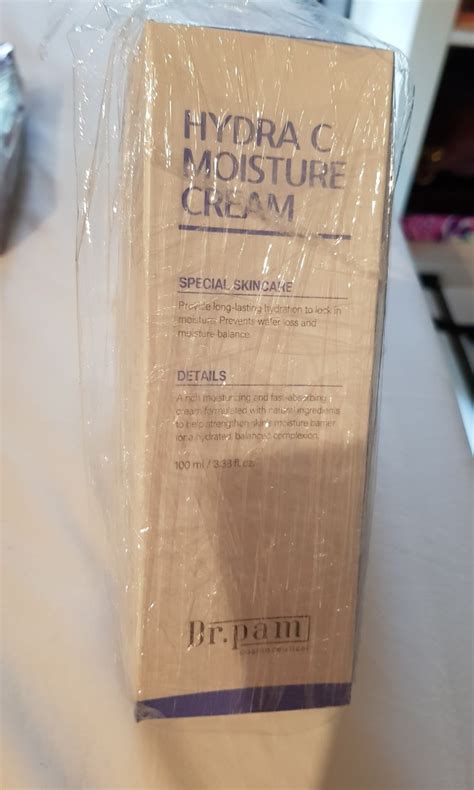 HYDRA C
MOISTURE
CREAM
SPECIAL SKINCARE
Provide long-lasting hydration to lock in
moisture. Prevents water loss and
moisture balance.
DETAILS
A rich moisturizing and fast-absorbing
cream formulated with natural ingredients
to help strengthen skin's moisture barrier
for a hydrated balanced complexion.
100 ml / 3.38 fl. oz.
Dr.pam